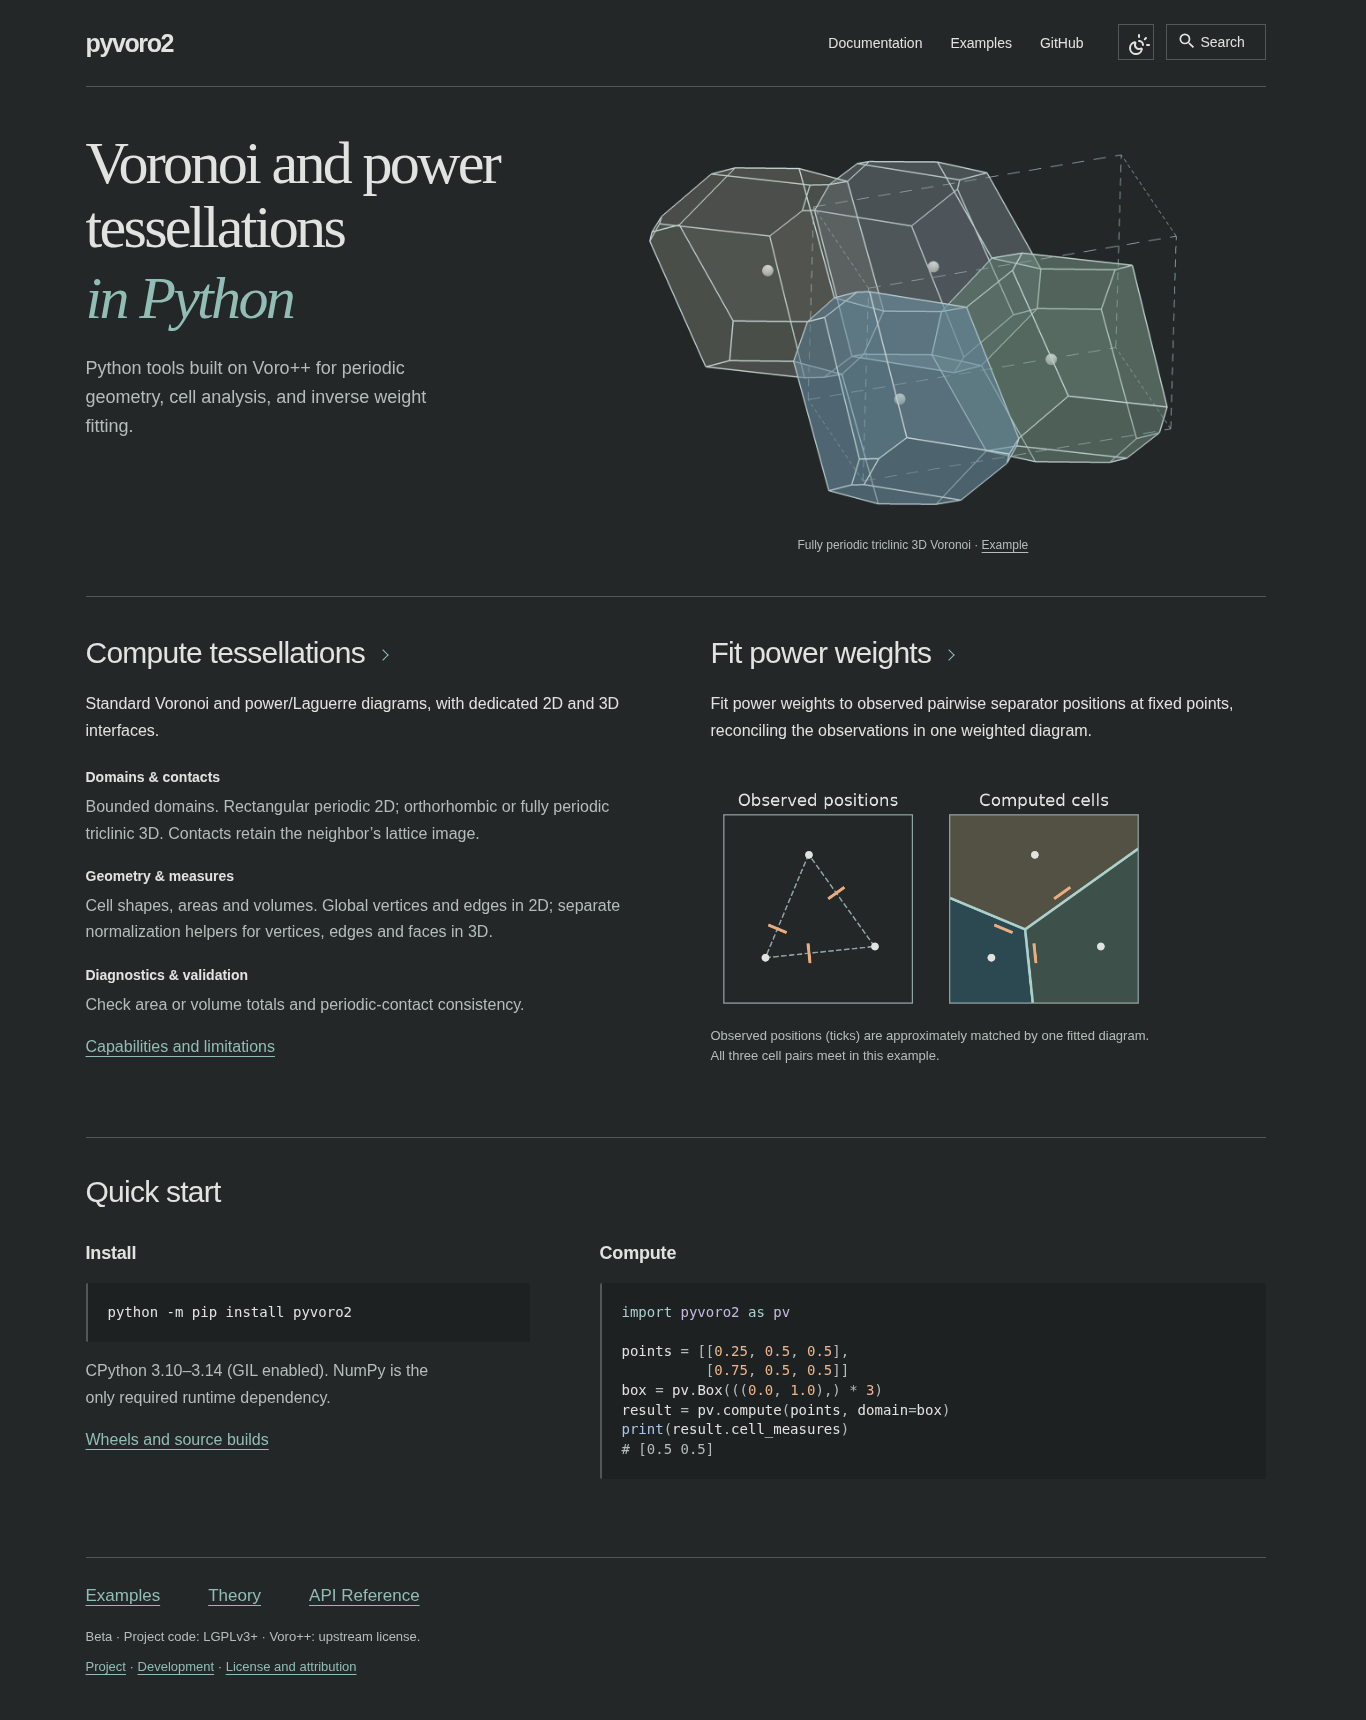 pyvoro2
Documentation
Examples
GitHub
Search
Voronoi and power
tessellations
in Python
Python tools built on Voro++ for periodic
geometry, cell analysis, and inverse weight
fitting.
Fully periodic triclinic 3D Voronoi · Example
Compute tessellations
Standard Voronoi and power/Laguerre diagrams, with dedicated 2D and 3D
interfaces.
Domains & contacts
Bounded domains. Rectangular periodic 2D; orthorhombic or fully periodic
triclinic 3D. Contacts retain the neighbor’s lattice image.
Geometry & measures
Cell shapes, areas and volumes. Global vertices and edges in 2D; separate
normalization helpers for vertices, edges and faces in 3D.
Diagnostics & validation
Check area or volume totals and periodic-contact consistency.
Capabilities and limitations
Fit power weights
Fit power weights to observed pairwise separator positions at fixed points,
reconciling the observations in one weighted diagram.
Observed positions
Computed cells
Observed positions (ticks) are approximately matched by one fitted diagram.
All three cell pairs meet in this example.
Quick start
Install
python -m pip install pyvoro2
CPython 3.10–3.14 (GIL enabled). NumPy is the
only required runtime dependency.
Wheels and source builds
Compute
import pyvoro2 as pv
points = [[0.25, 0.5, 0.5],
[0.75, 0.5, 0.5]]
box = pv.Box(((0.0, 1.0),) * 3)
result = pv.compute(points, domain=box)
print(result.cell_measures)
# [0.5 0.5]
Examples
Theory
API Reference
Beta · Project code: LGPLv3+ · Voro++: upstream license.
Project · Development · License and attribution